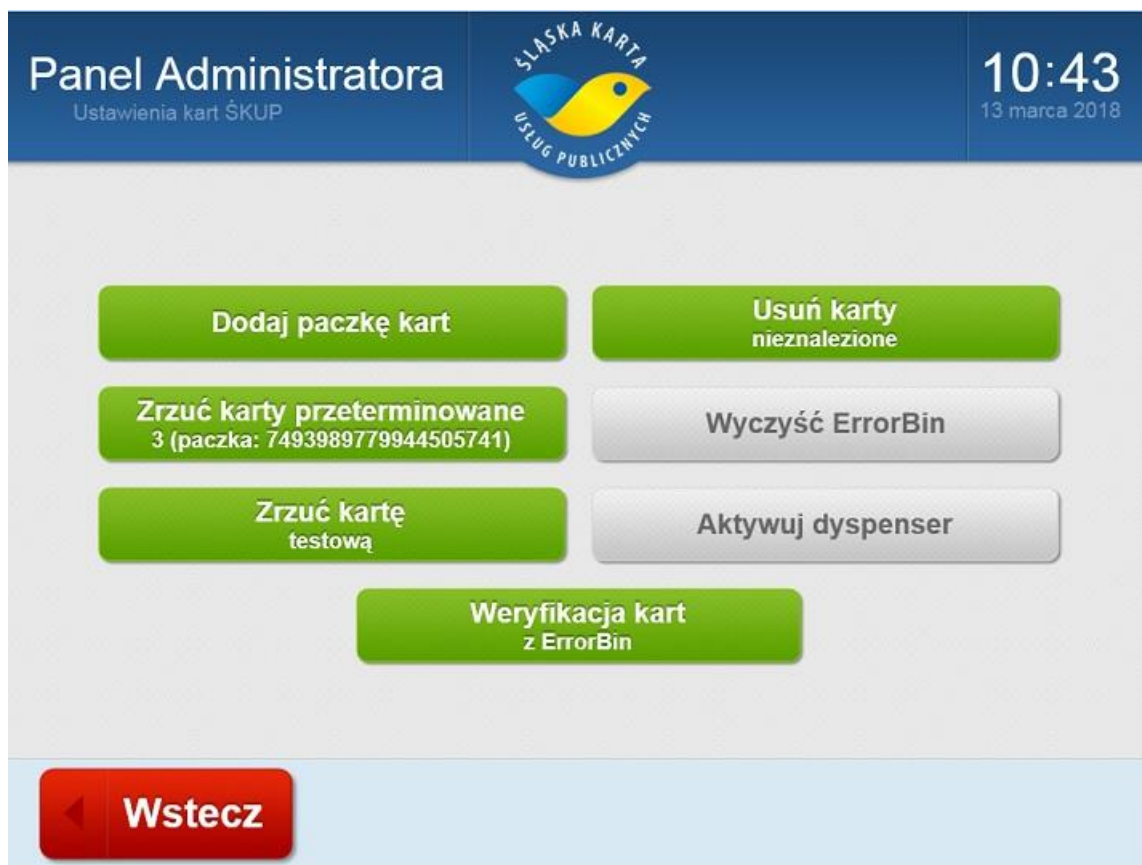 Panel Administratora
Ustawienia kart ŚKUP
ŚLĄSKA KARTA
USŁUG PUBLICZNYCH
10:43
13 marca 2018
Dodaj paczkę kart
Usuń karty
nieznalezione
Zrzuć karty przeterminowane
3 (paczka: 7493989779944505741)
Wyczyść ErrorBin
Zrzuć kartę
testową
Aktywuj dyspenser
Weryfikacja kart
z ErrorBin
Wstecz